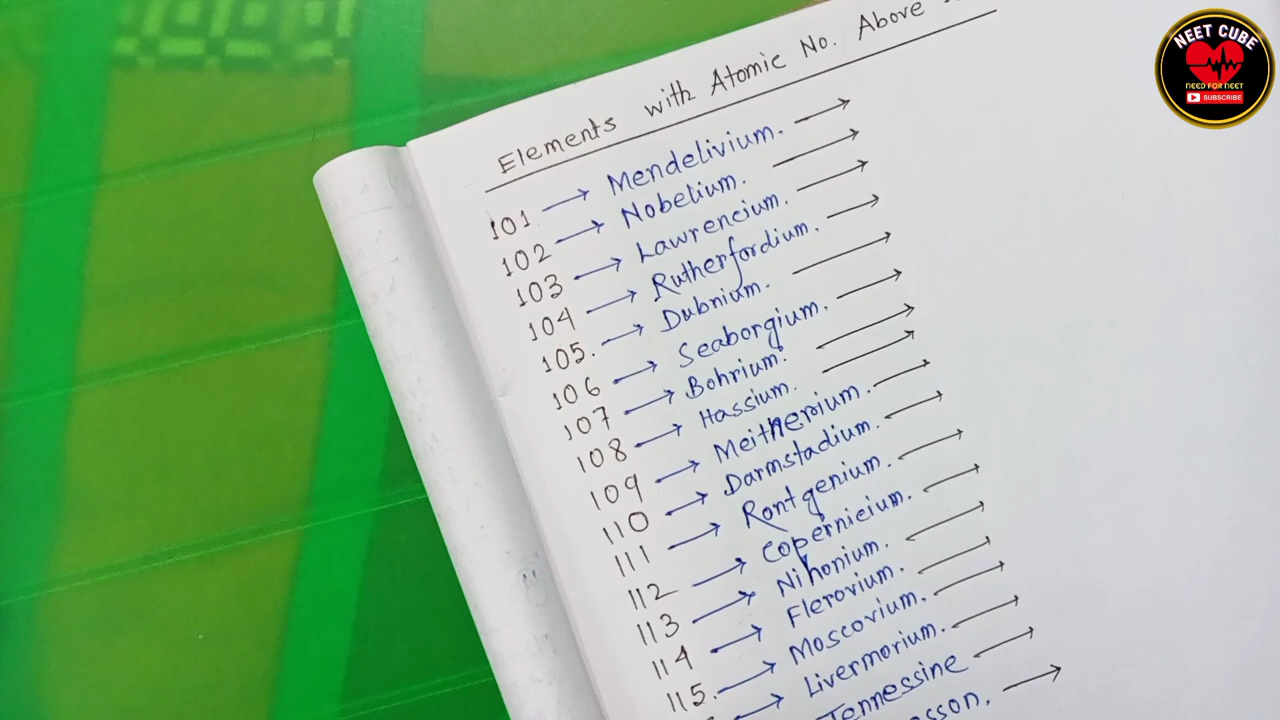 Elements with Atomic No. Above
101 → Mendelivium. →
102 → Nobelium. →
103 → Lawrencium. →
104 → Rutherfordium. →
105. → Dubnium. →
106 → Seaborgium. →
107 → Bohrium. →
108 → Hassium. →
109 → Meitherium. →
110 → Darmstadium. →
111 → Rontgenium. →
112 → Copernicium. →
113 → Nihonium. →
114 → Flerovium. →
115. → Moscovium. →
→ Livermorium. →
Tennessine →
sson. →
NEET CUBE
NEED FOR NEET
SUBSCRIBE